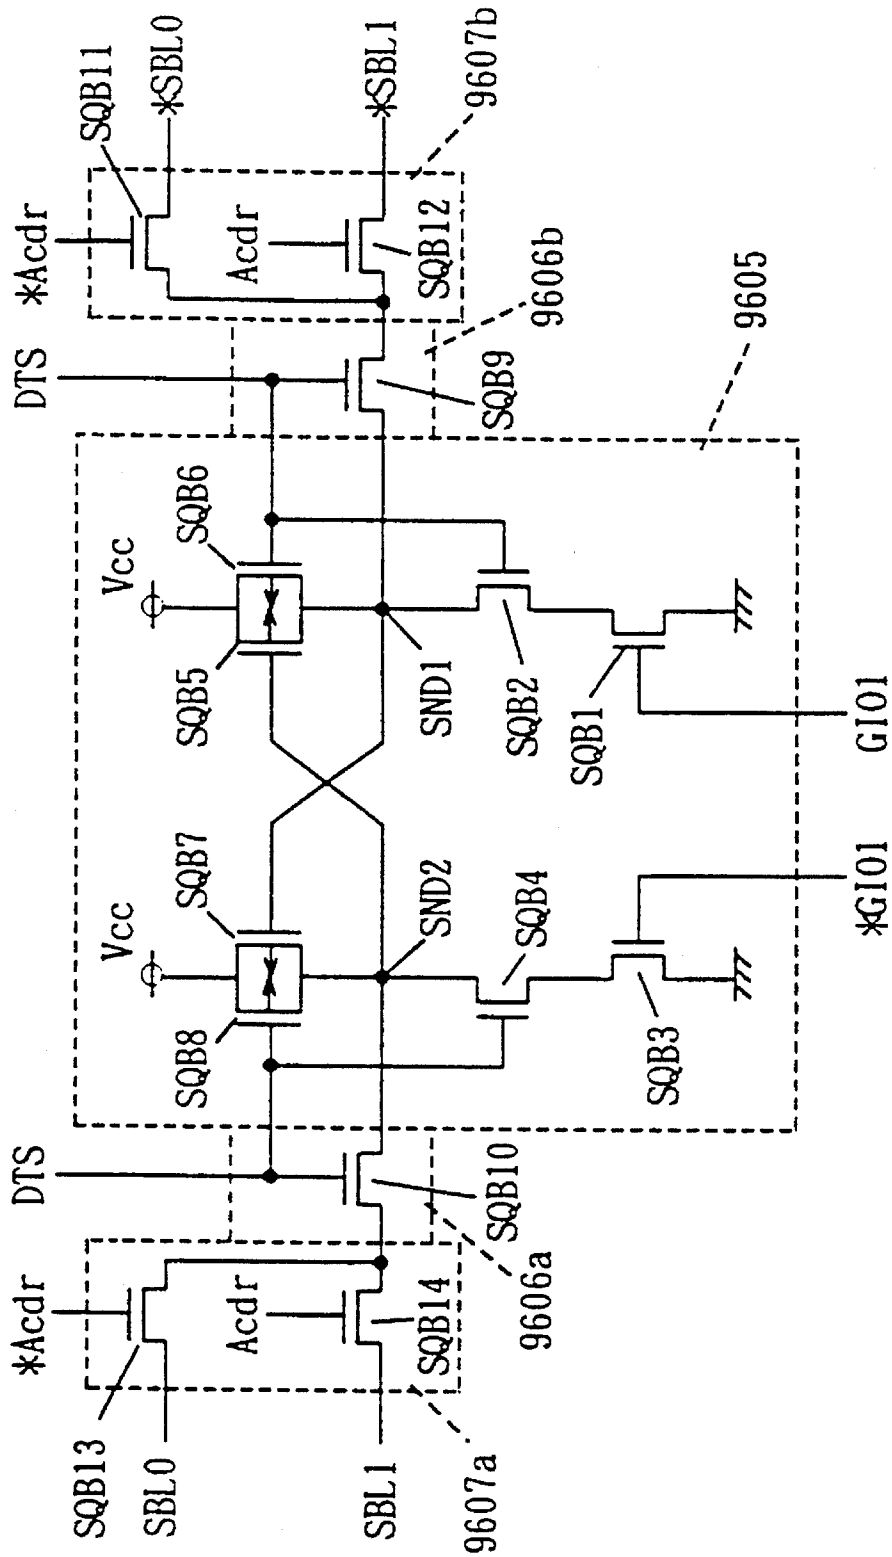 *Acdr
SQB11
*SBL0
*SBL1
9607b
Acdr
SQB12
DTS
9606b
SQB9
9605
Vcc
SQB6
SQB5
SND1
SQB2
SQB1
GIO1
Vcc
SQB7
SQB8
SND2
SQB4
SQB3
*GIO1
DTS
SQB10
9606a
*Acdr
Acdr
SQB14
SQB13
SBL0
SBL1
9607a